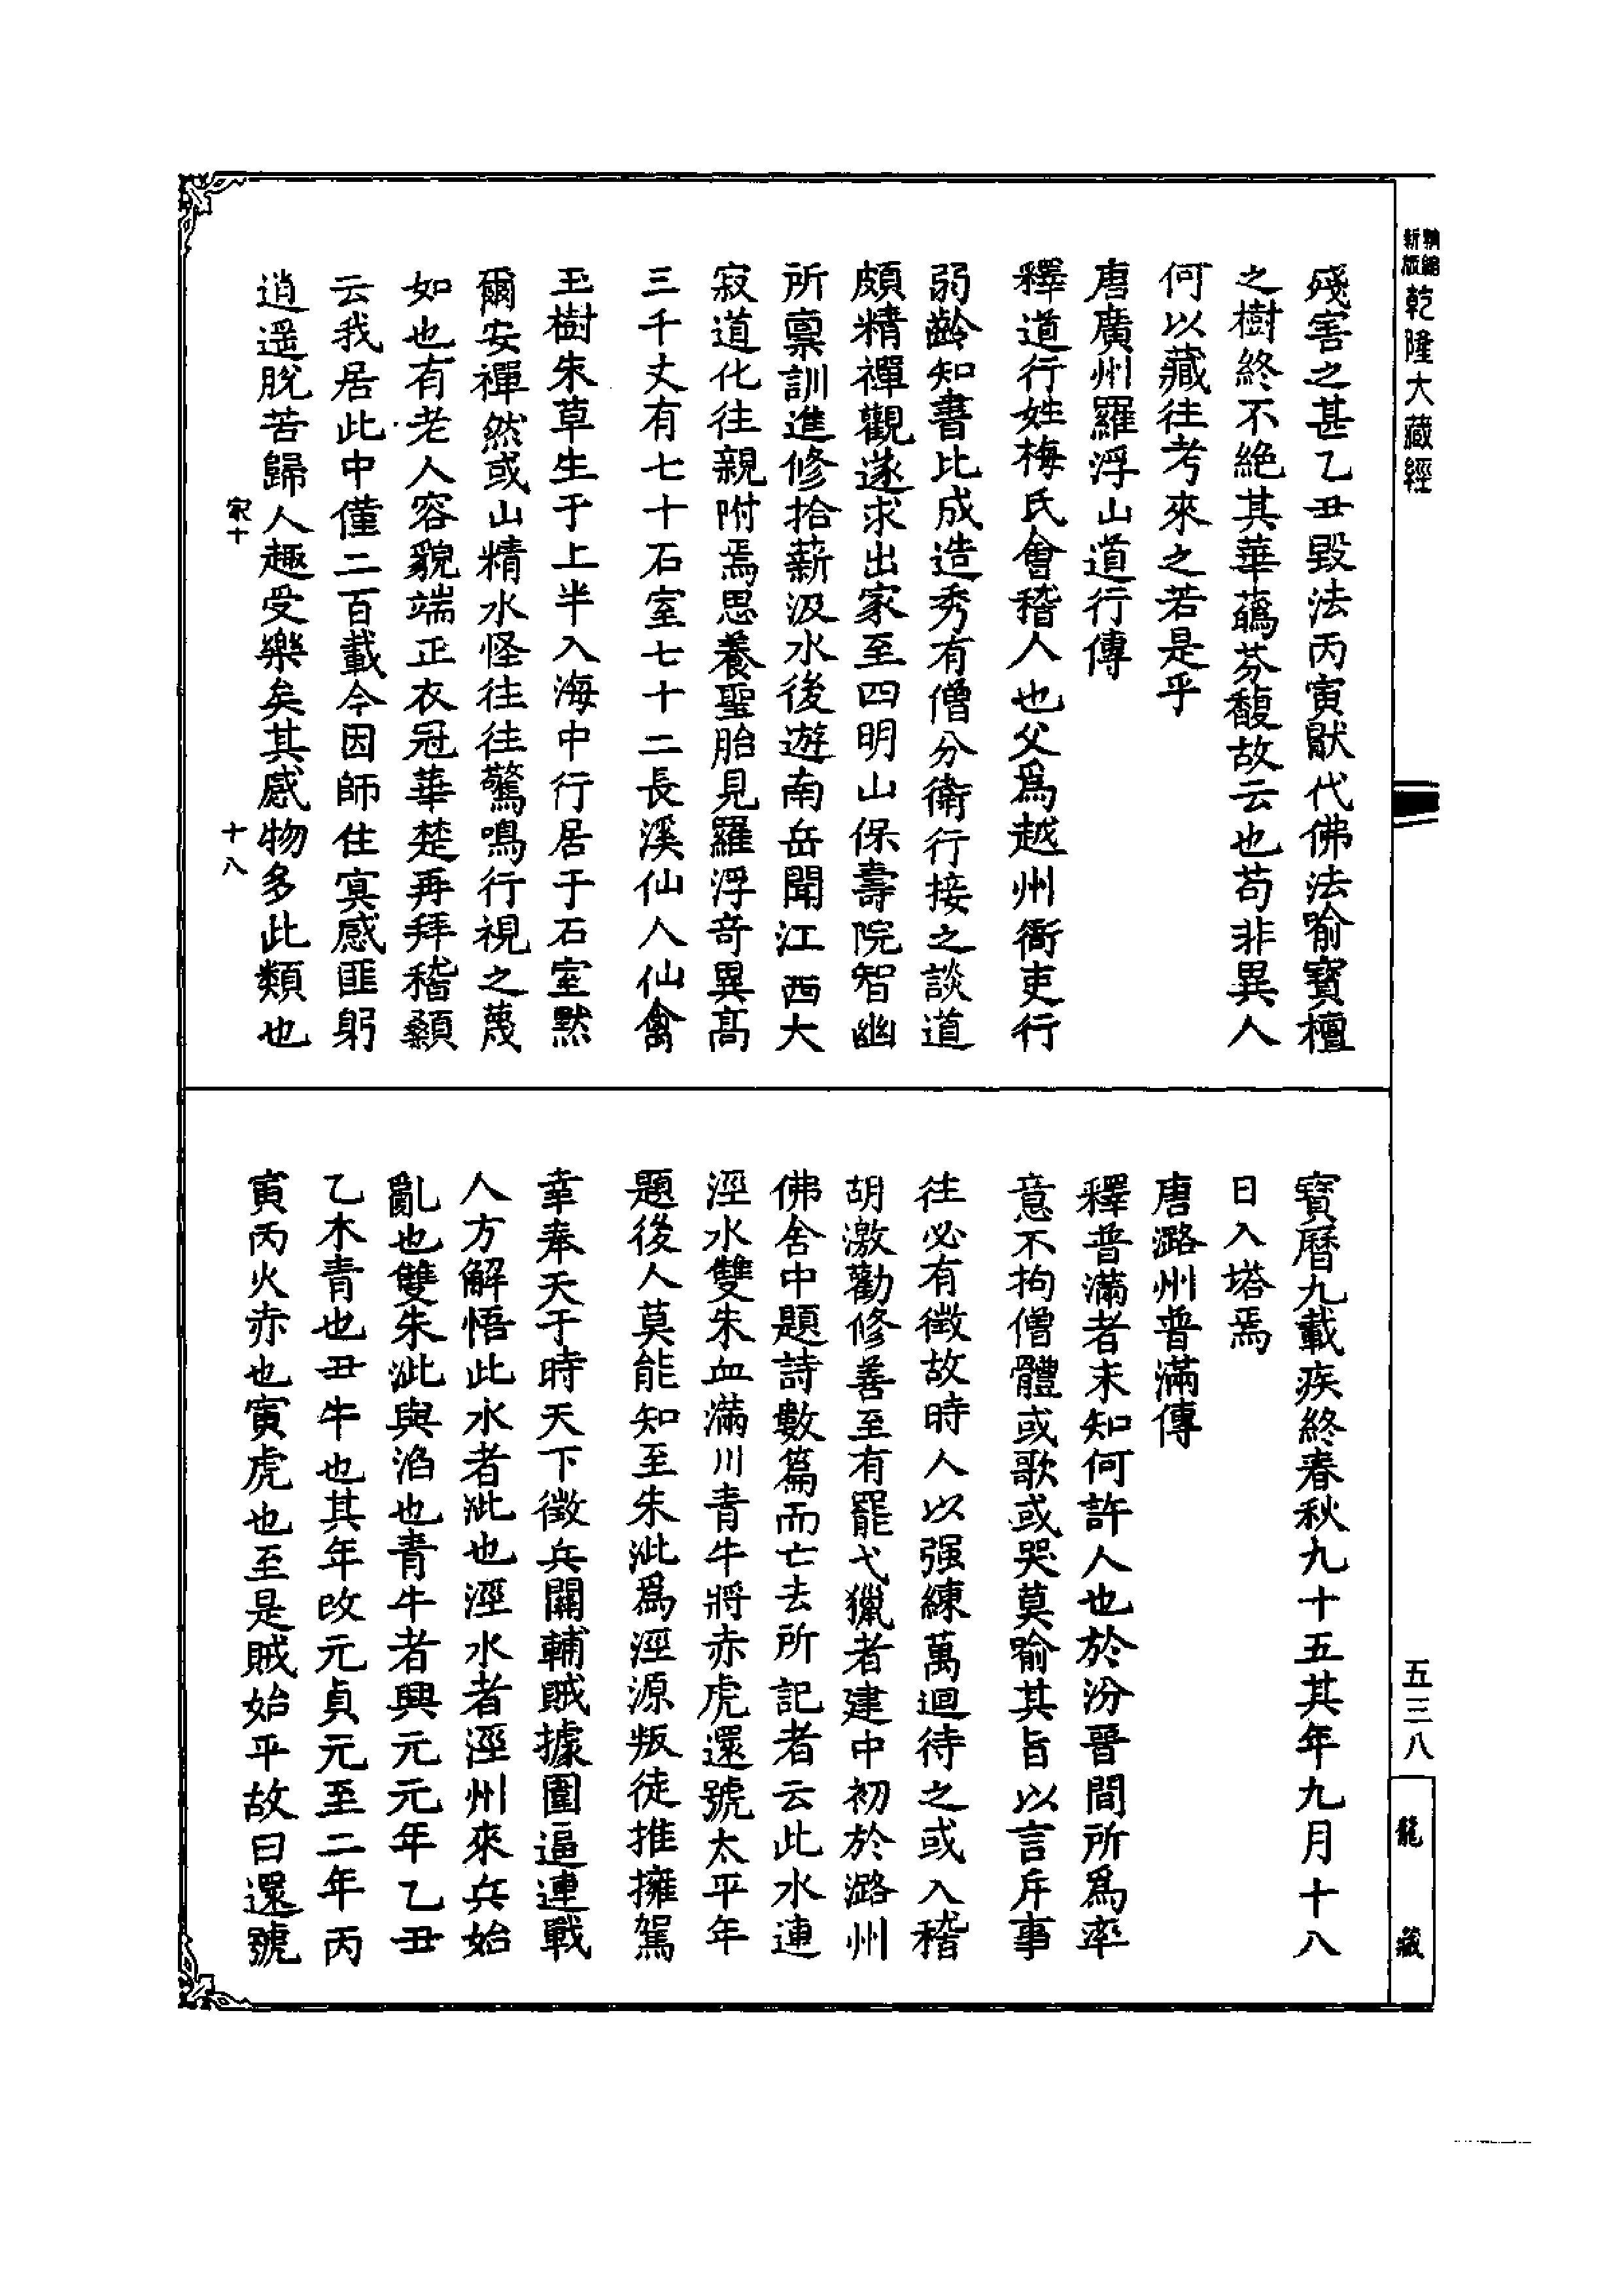 精編
新版
乾隆大藏經
殘害之甚乙丑毀法丙寅猒代佛法喻寳檀
之樹終不絶其華蘤芬馥故云也茍非異人
何以藏往考來之若是乎
唐廣州羅浮山道行傳
釋道行姓梅氏會稽人也父爲越州衙吏行
弱齡知書比成造秀有僧分衛行接之談道
頗精禪觀遂求出家至四明山保壽院智幽
所禀訓進修拾薪汲水後遊南岳聞江西大
寂道化往親附焉思養聖胎見羅浮奇異高
三千丈有七十石室七十二長溪仙人仙禽
玉樹朱草生于上半入海中行居于石室黙
爾安禪然或山精水怪往往驚鳴行視之蔑
如也有老人容貌端正衣冠華楚再拜稽顙
云我居此中僅二百載今因師住寘感匪躬
逍遥脫苦歸人趣受樂矣其感物多此類也
十八
寳曆九載疾終春秋九十五其年九月十八
日入塔焉
唐潞州普滿傳
釋普滿者未知何許人也於汾晉間所爲率
意不拘僧體或歌或哭莫喻其旨以言斥事
往必有徵故時人以强練萬迴待之或入稽
胡激勸修善至有罷弋獵者建中初於潞州
佛舍中題詩數篇而亡去所記者云此水連
涇水雙朱血滿川青牛將赤虎還號太平年
題後人莫能知至朱泚爲涇源叛徒推擁駕
幸奉天于時天下徵兵關輔賊據圍逼連戰
人方解悟此水者泚也涇水者涇州來兵始
亂也雙朱泚與滔也青牛者興元元年乙丑
乙木青也丑牛也其年改元貞元至二年丙
寅丙火赤也寅虎也至是賊始平故曰還號
五三八
龍藏